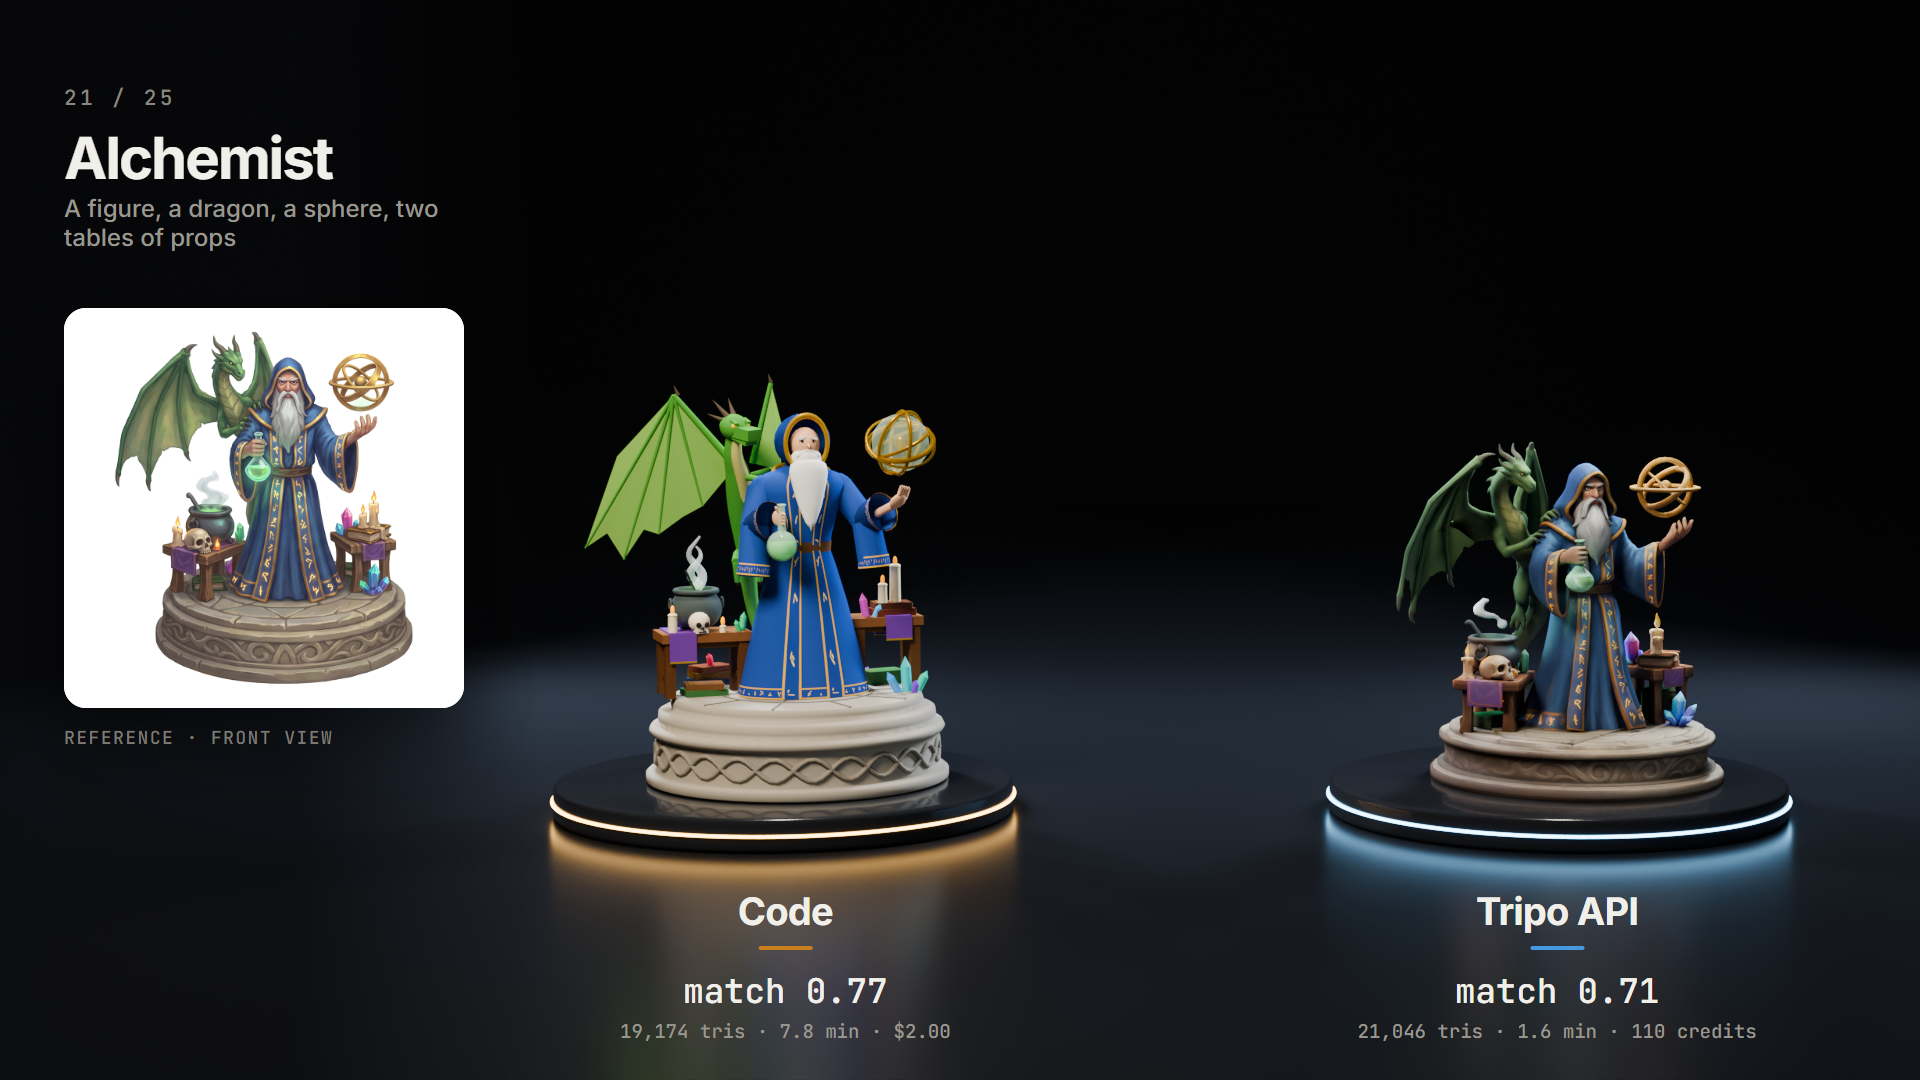 21 / 25
Alchemist
A figure, a dragon, a sphere, two
tables of props
REFERENCE · FRONT VIEW
Code
match 0.77
19,174 tris · 7.8 min · $2.00
Tripo API
match 0.71
21,046 tris · 1.6 min · 110 credits